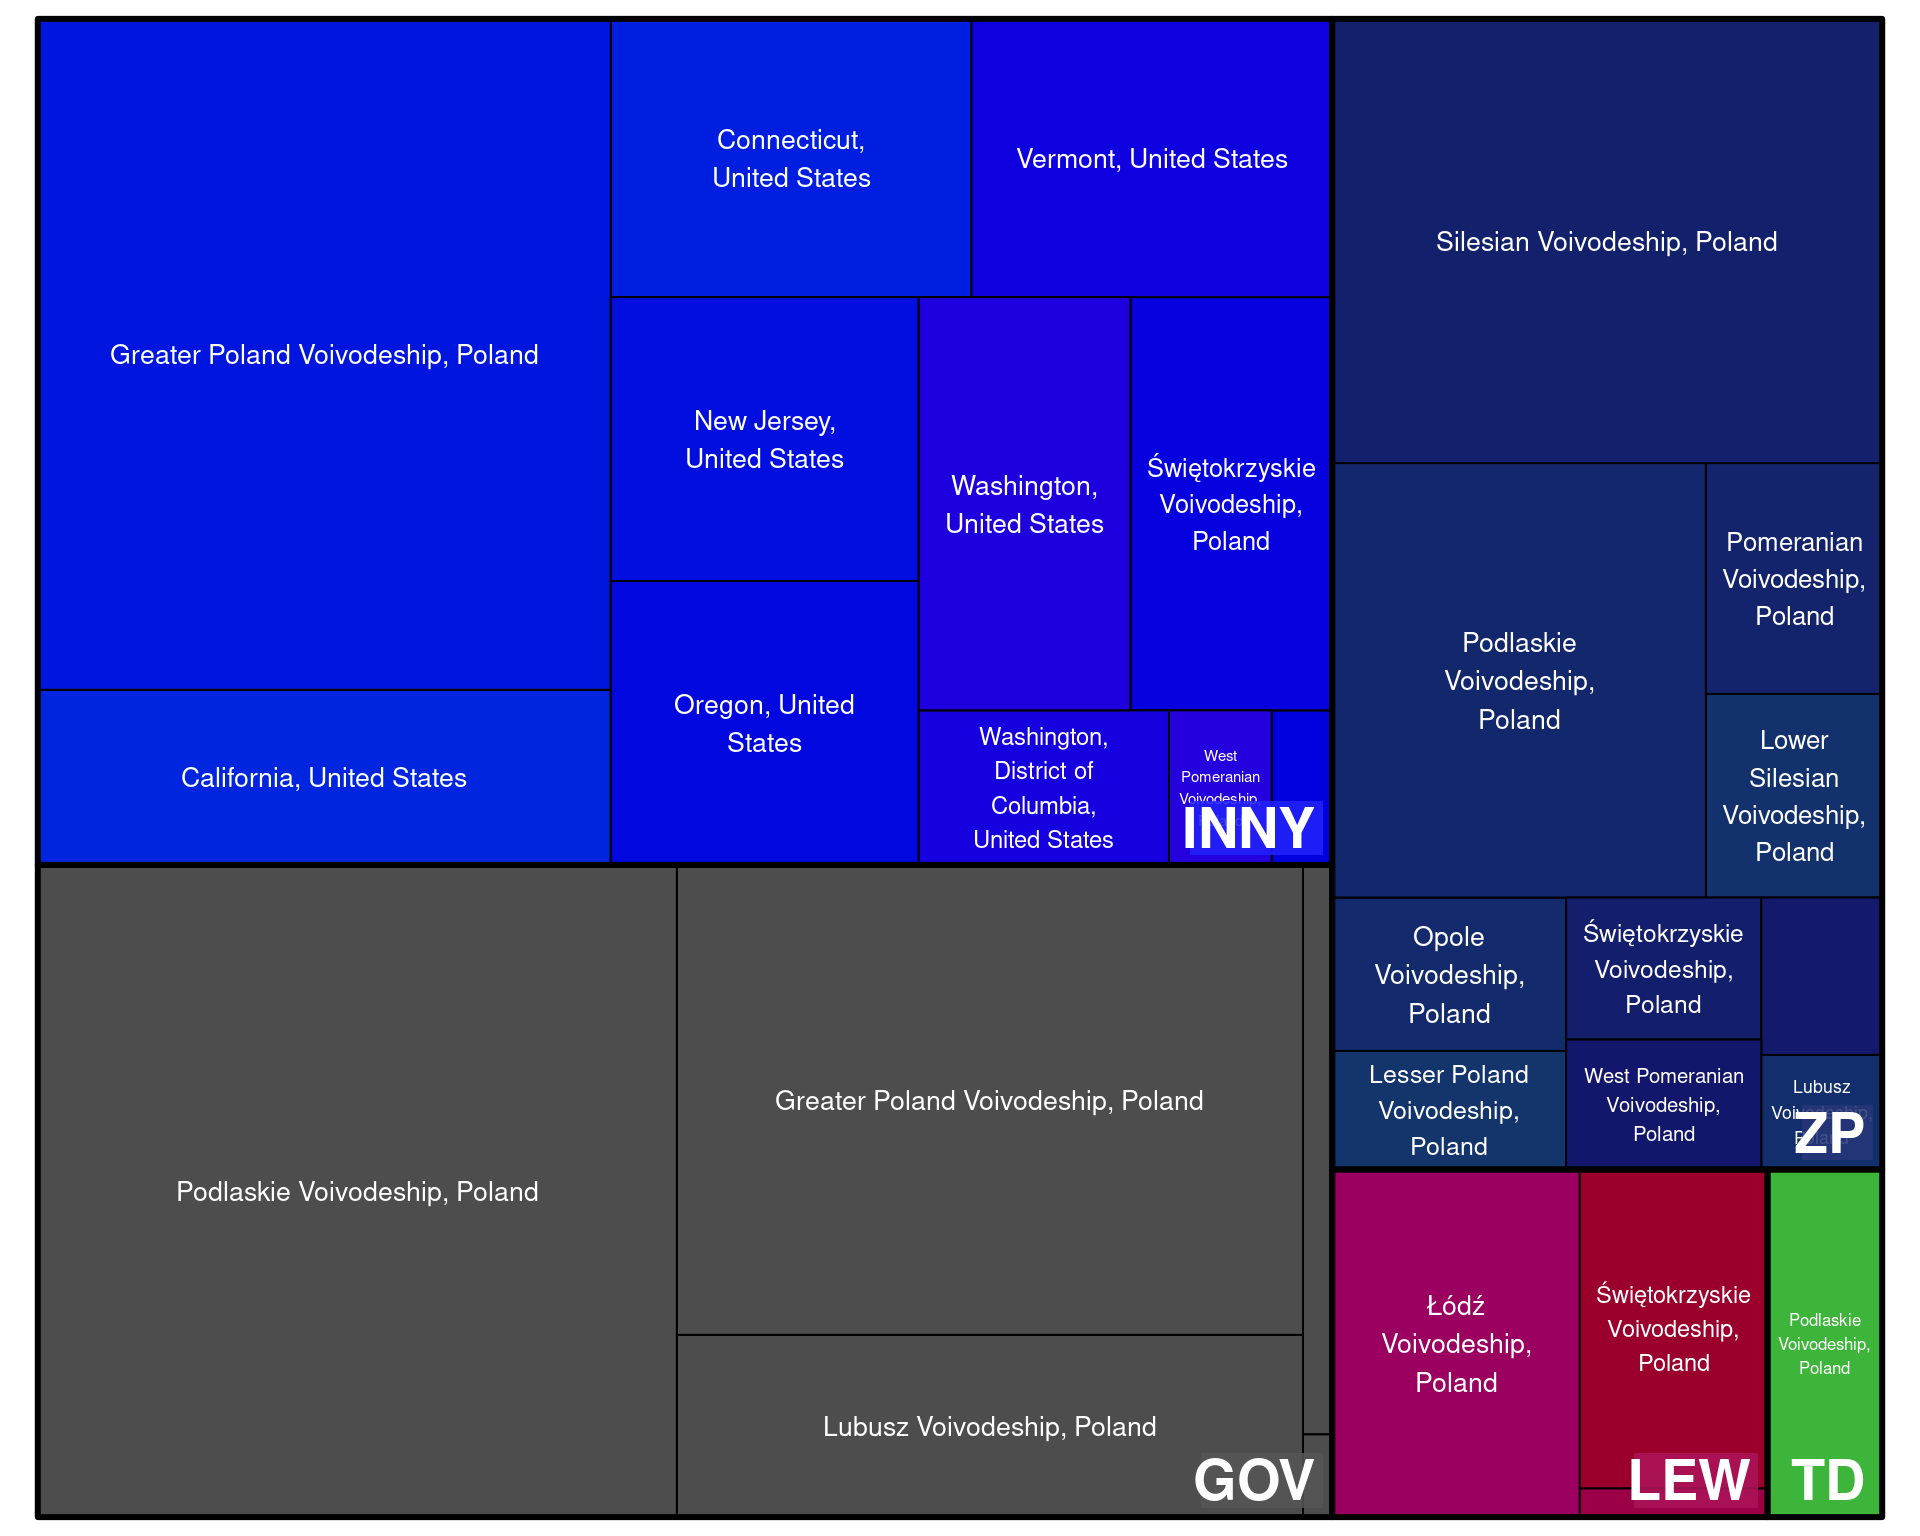 Greater Poland Voivodeship, Poland
California, United States
Connecticut,
United States
Vermont, United States
New Jersey,
United States
Oregon, United
States
Washington,
United States
Świętokrzyskie
Voivodeship,
Poland
Washington,
District of
Columbia,
United States
West
Pomeranian
Voivodeship,
INNY
Podlaskie Voivodeship, Poland
Greater Poland Voivodeship, Poland
Lubusz Voivodeship, Poland
GOV
Silesian Voivodeship, Poland
Podlaskie
Voivodeship,
Poland
Pomeranian
Voivodeship,
Poland
Lower
Silesian
Voivodeship,
Poland
Opole
Voivodeship,
Poland
Lesser Poland
Voivodeship,
Poland
Świętokrzyskie
Voivodeship,
Poland
West Pomeranian
Voivodeship,
Poland
Lubusz
Voivodeship,
Poland
ZP
Łódź
Voivodeship,
Poland
Świętokrzyskie
Voivodeship,
Poland
LEW
Podlaskie
Voivodeship,
Poland
TD